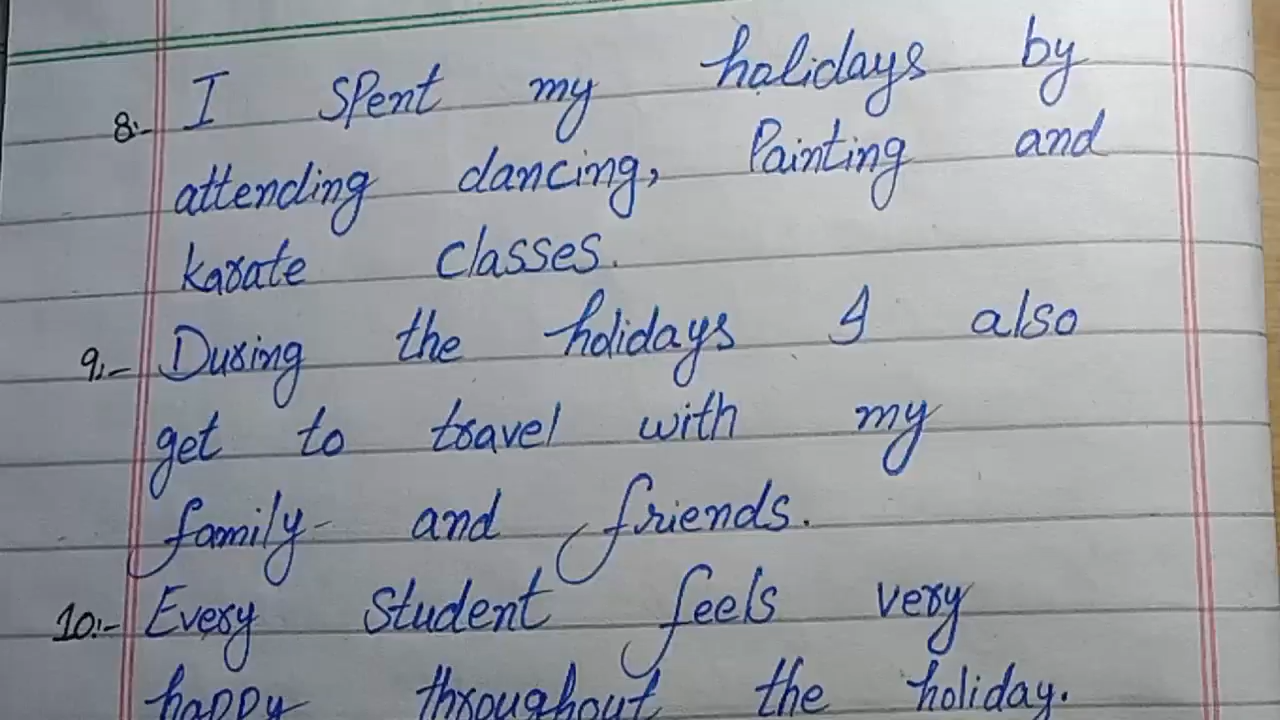 8:- I spent my holidays by
attending dancing, Painting and
karate classes.
9:- During the holidays I also
get to travel with my
family and friends.
10:- Every student feels very
happy throughout the holiday.